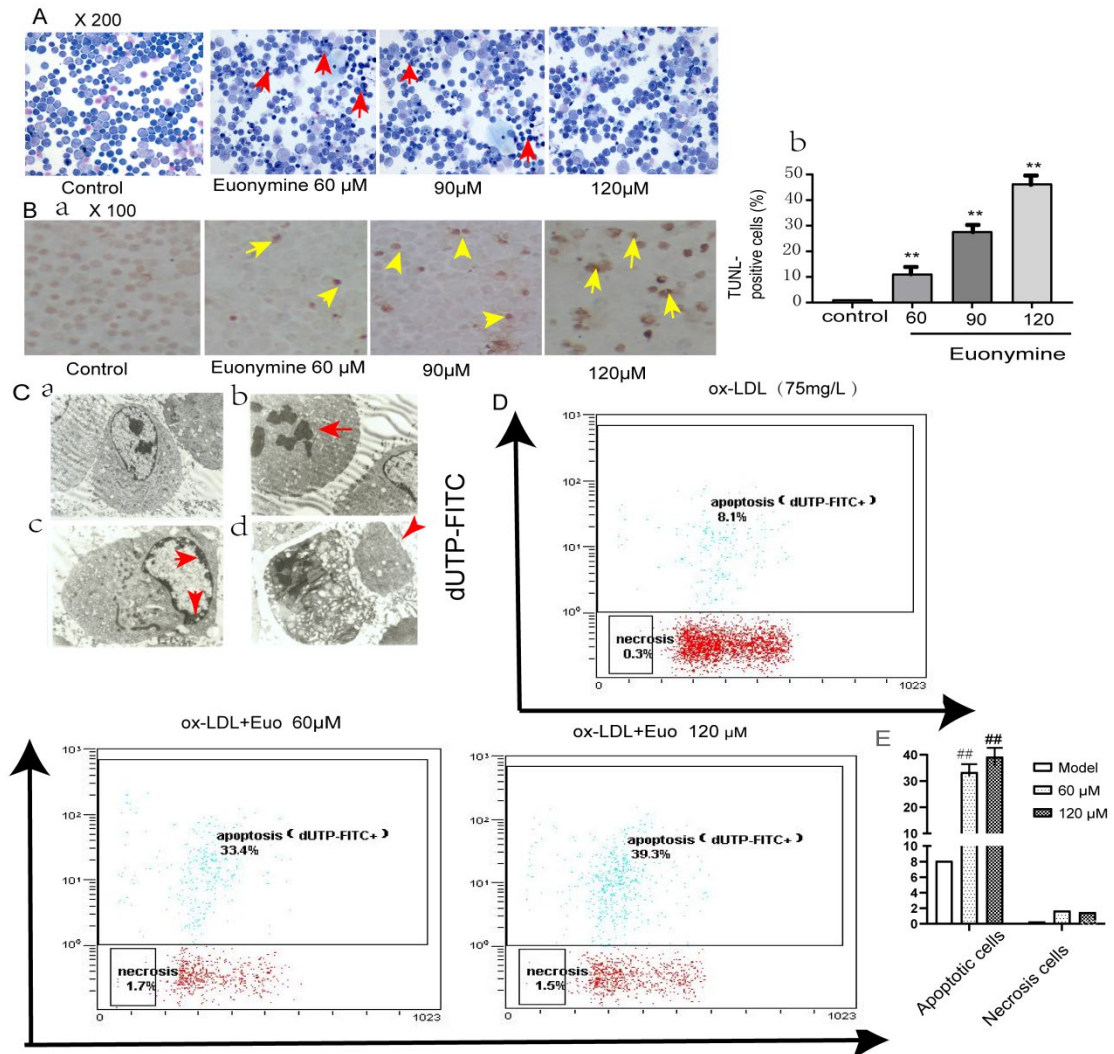 A
X 200
Control
Euonymine 60 μM
90μM
120μM
B a X 100
Control
Euonymine 60 μM
90μM
120μM
b
TUNL-
positive cells (%)
50
40
30
20
10
0
control
60
90
120
**
**
**
Euonymine
C a
b
c
d
D
ox-LDL (75mg/L)
dUTP-FITC
10³
10²
10¹
10⁰
apoptosis ( dUTP-FITC+ )
8.1%
necrosis
0.3%
0
1023
ox-LDL+Euo 60μM
10³
10²
10¹
10⁰
apoptosis ( dUTP-FITC+ )
33.4%
necrosis
1.7%
0
1023
ox-LDL+Euo 120 μM
10³
10²
10¹
10⁰
apoptosis ( dUTP-FITC+ )
39.3%
necrosis
1.5%
0
1023
E
40
30
20
10
8
6
4
2
0
##
##
Model
60 μM
120 μM
Apoptotic cells
Necrosis cells